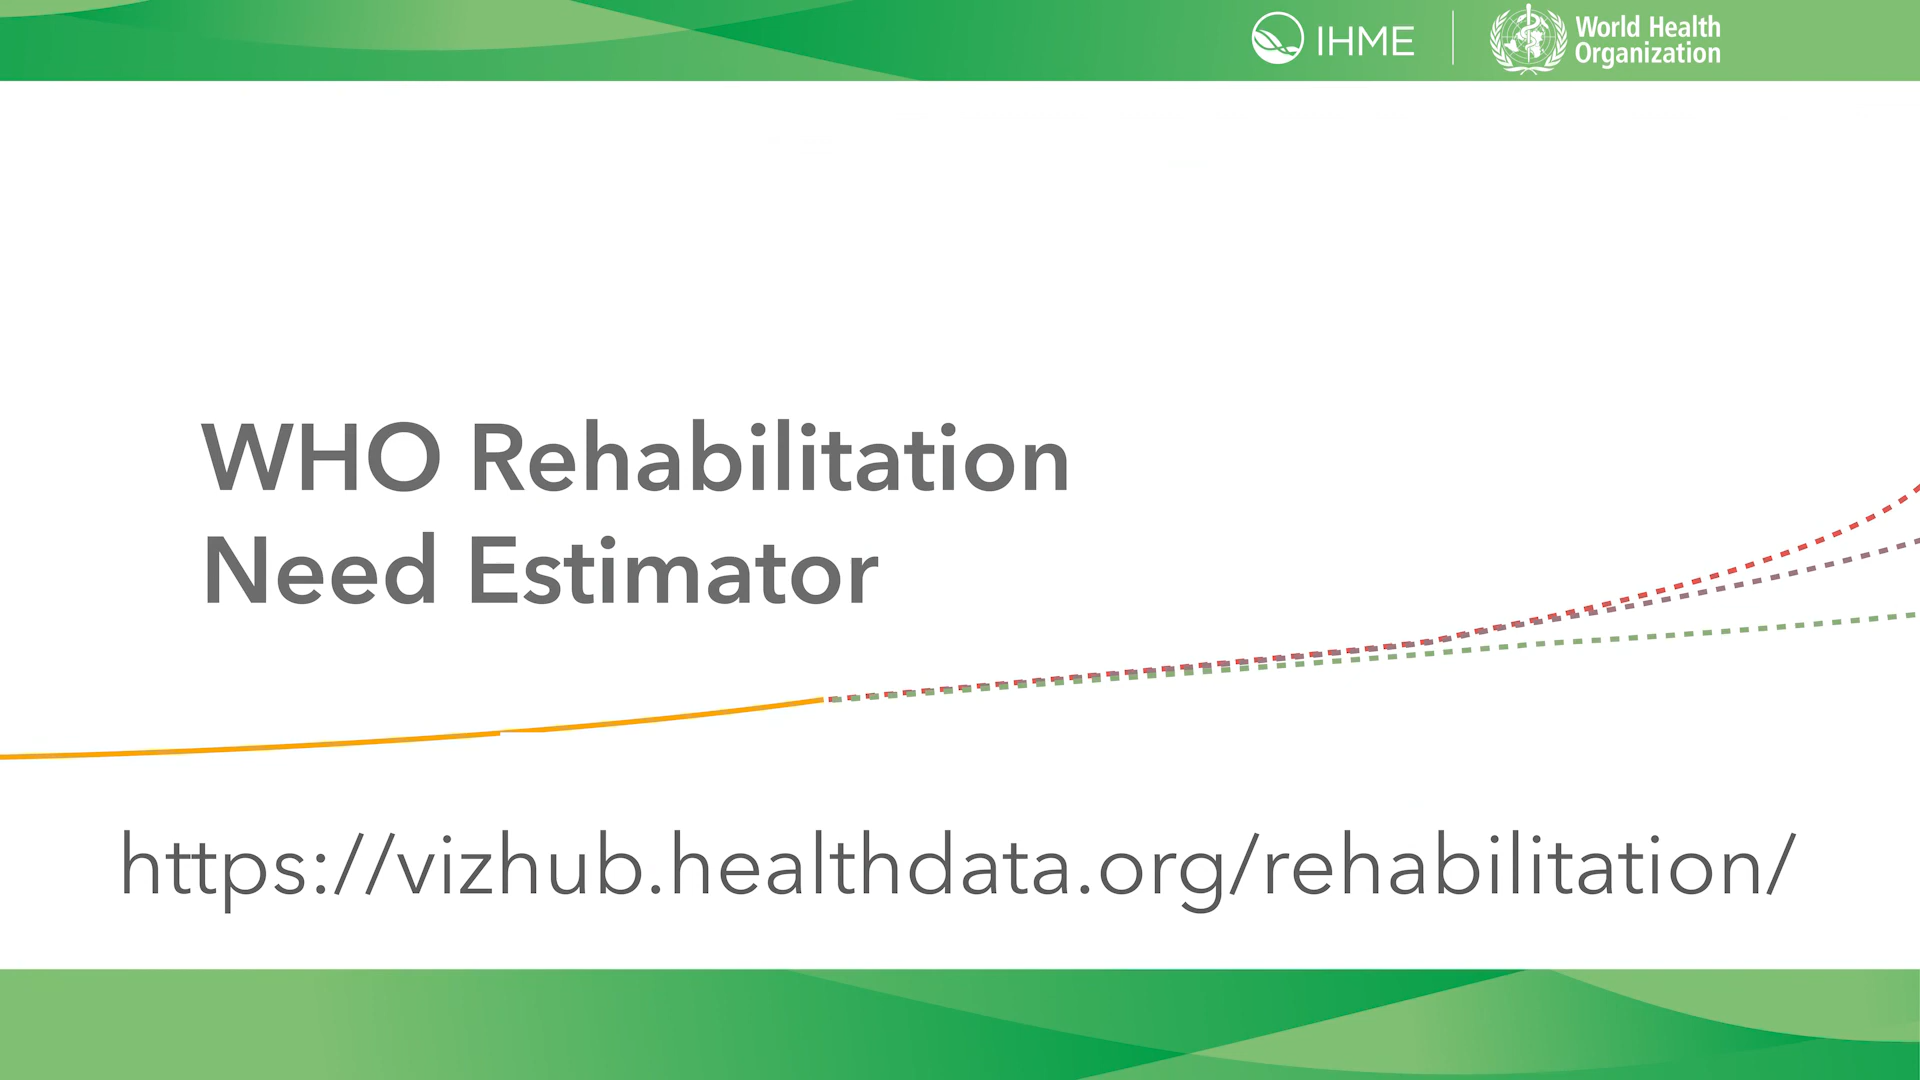 IHME
World Health
Organization
WHO Rehabilitation
Need Estimator
https://vizhub.healthdata.org/rehabilitation/